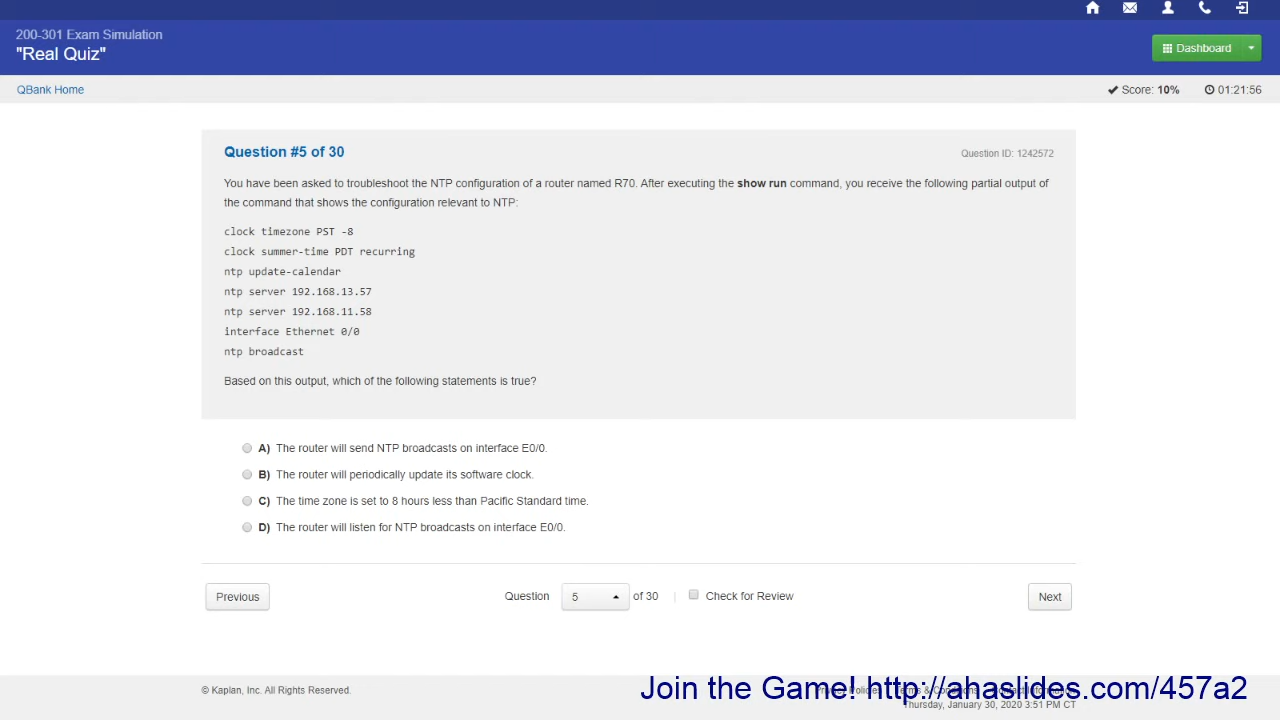 200-301 Exam Simulation
"Real Quiz"
Dashboard
QBank Home
Score: 10%
01:21:56
Question #5 of 30
Question ID: 1242572
You have been asked to troubleshoot the NTP configuration of a router named R70. After executing the show run command, you receive the following partial output of
the command that shows the configuration relevant to NTP:
clock timezone PST -8
clock summer-time PDT recurring
ntp update-calendar
ntp server 192.168.13.57
ntp server 192.168.11.58
interface Ethernet 0/0
ntp broadcast
Based on this output, which of the following statements is true?
A) The router will send NTP broadcasts on interface E0/0.
B) The router will periodically update its software clock.
C) The time zone is set to 8 hours less than Pacific Standard time.
D) The router will listen for NTP broadcasts on interface E0/0.
Previous
Question 5 of 30
Check for Review
Next
© Kaplan, Inc. All Rights Reserved.
Join the Game! http://ahaslides.com/457a2
Thursday, January 30, 2020 3:51 PM CT